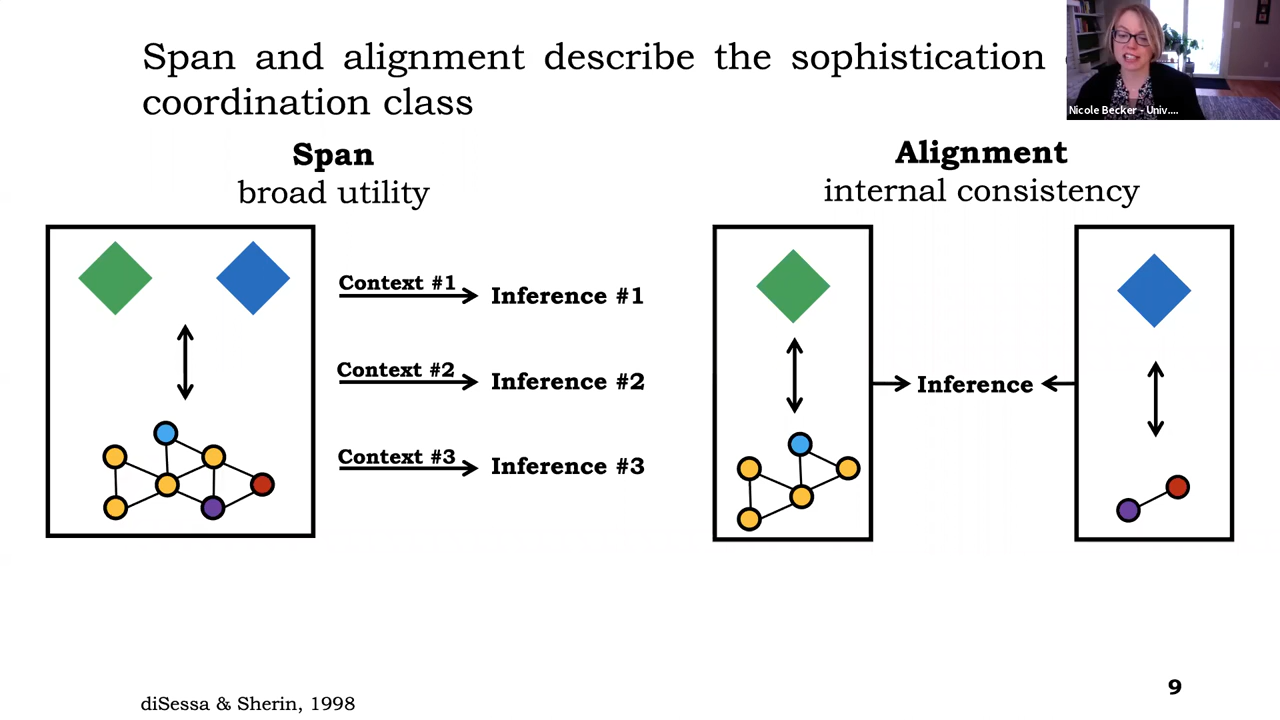 Span and alignment describe the sophistication
coordination class
Nicole Becker - Univ....
Span
broad utility
Alignment
internal consistency
Context #1
Inference #1
Context #2
Inference #2
Context #3
Inference #3
Inference
diSessa & Sherin, 1998
9